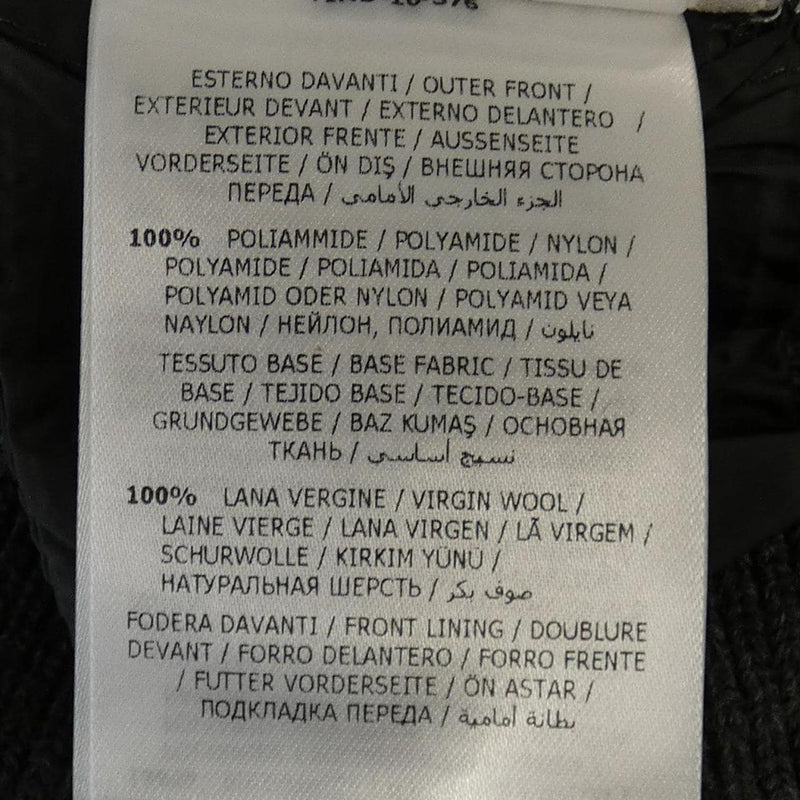 ESTERNO DAVANTI / OUTER FRONT /
EXTERIEUR DEVANT / EXTERNO DELANTERO /
EXTERIOR FRENTE / AUSSENSEITE
VORDERSEITE / ÖN DIŞ / ВНЕШНЯЯ СТОРОНА
ПЕРЕДА / الجزء الخارجي الأمامي
100% POLIAMMIDE / POLYAMIDE / NYLON /
POLYAMIDE / POLIAMIDA / POLIAMIDA /
POLYAMID ODER NYLON / POLYAMID VEYA
NAYLON / НЕЙЛОН, ПОЛИАМИД / نايلون
TESSUTO BASE / BASE FABRIC / TISSU DE
BASE / TEJIDO BASE / TECIDO-BASE /
GRUNDGEWEBE / BAZ KUMAŞ / ОСНОВНАЯ
ТКАНЬ / نسيج أساسي
100% LANA VERGINE / VIRGIN WOOL /
LAINE VIERGE / LANA VIRGEN / LÃ VIRGEM /
SCHURWOLLE / KIRKIM YÜNÜ /
НАТУРАЛЬНАЯ ШЕРСТЬ / صوف بكر
FODERA DAVANTI / FRONT LINING / DOUBLURE
DEVANT / FORRO DELANTERO / FORRO FRENTE
/ FUTTER VORDERSEITE / ÖN ASTAR /
ПОДКЛАДКА ПЕРЕДА / بطانة أمامية